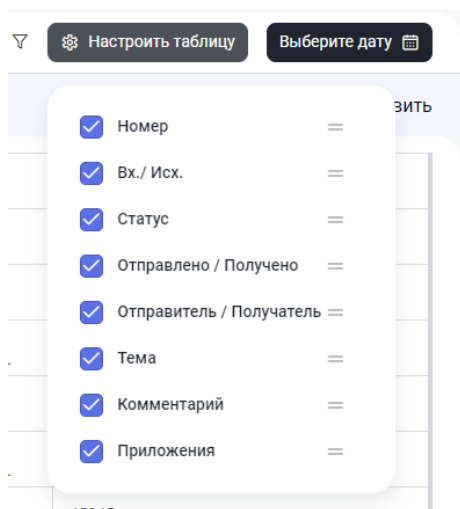 Настроить таблицу
Выберите дату
Номер
Вх./ Исх.
Статус
Отправлено / Получено
Отправитель / Получатель
Тема
Комментарий
Приложения